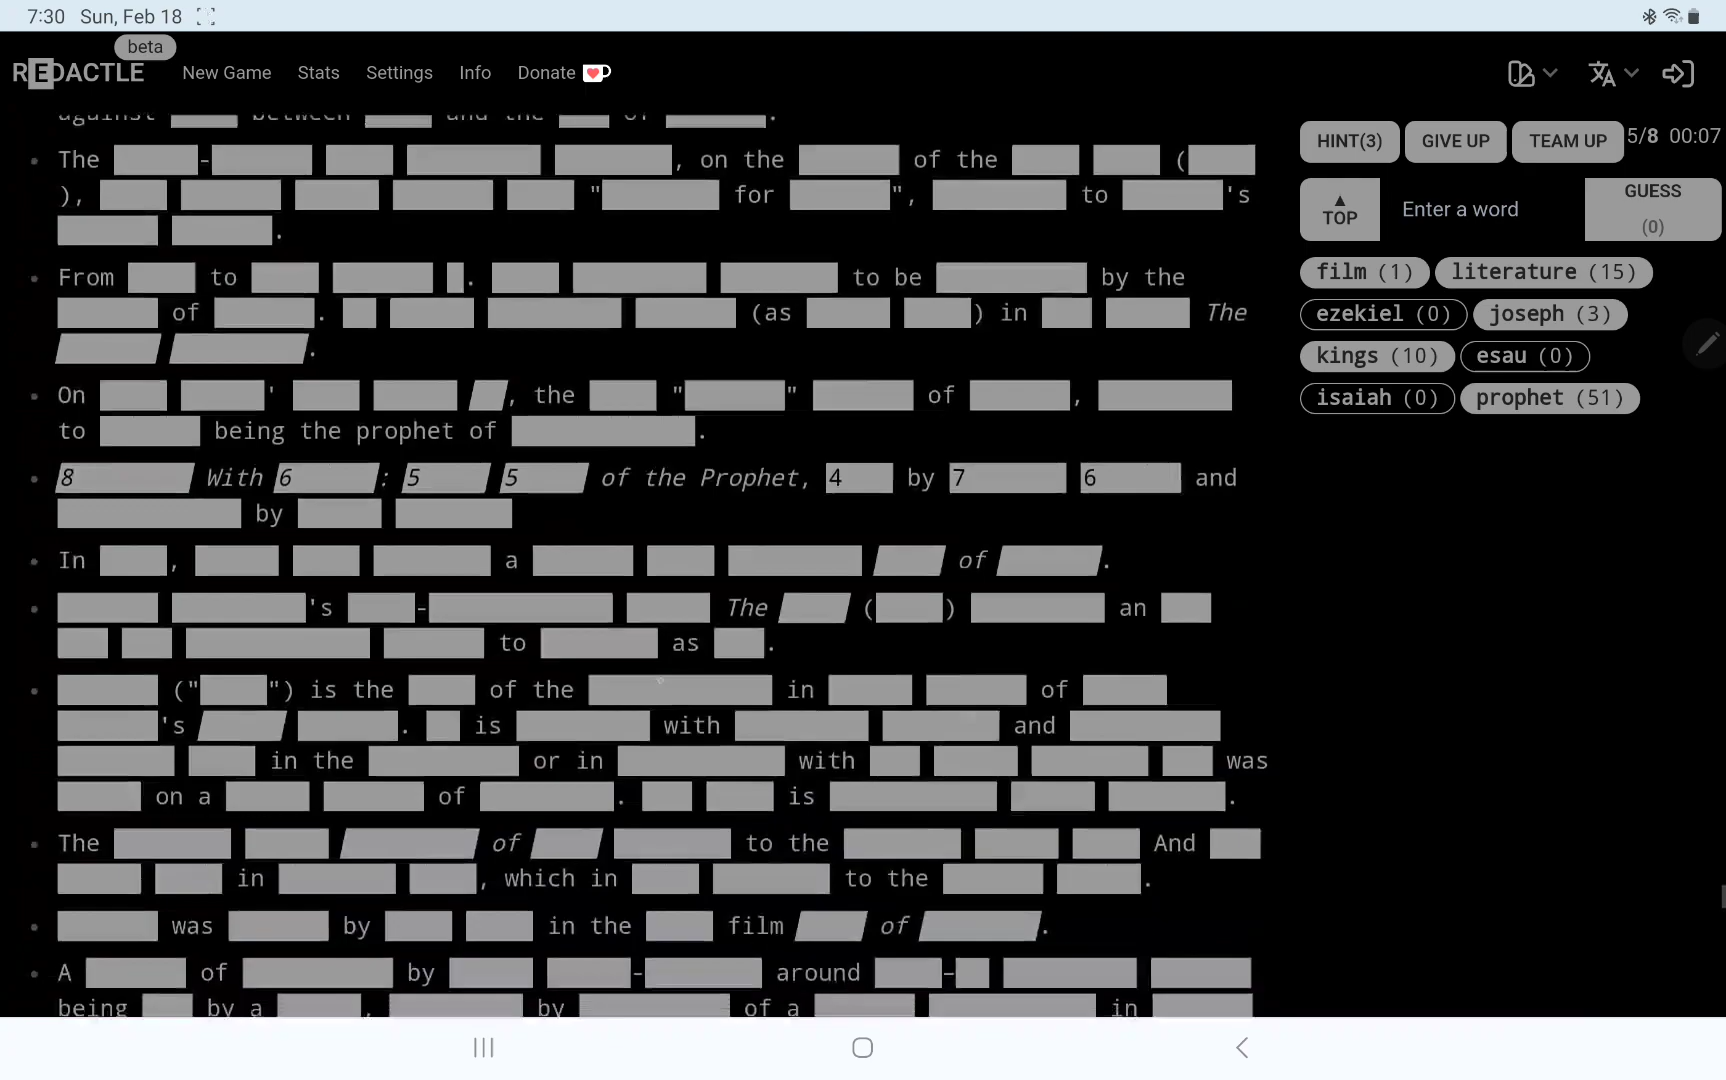 7:30 Sun, Feb 18
beta
REDACTLE New Game Stats Settings Info Donate
HINT(3) GIVE UP TEAM UP 5/8 00:07
▲ TOP Enter a word GUESS (0)
film (1) literature (15)
ezekiel (0) joseph (3)
kings (10) esau (0)
isaiah (0) prophet (51)
against between and the of .
• The - , on the of the (
), " for ", to 's
.
• From to . to be by the
of . (as ) in The
.
• On ' , the " " of ,
to being the prophet of .
• 8 With 6 : 5 5 of the Prophet, 4 by 7 6 and
by
• In , a of .
• 's - The ( ) an
to as .
• (" ") is the of the in of
's . is with and
in the or in with was
on a of . is .
• The of to the And
in , which in to the .
• was by in the film of .
• A of by - around -
being by a , by of a in